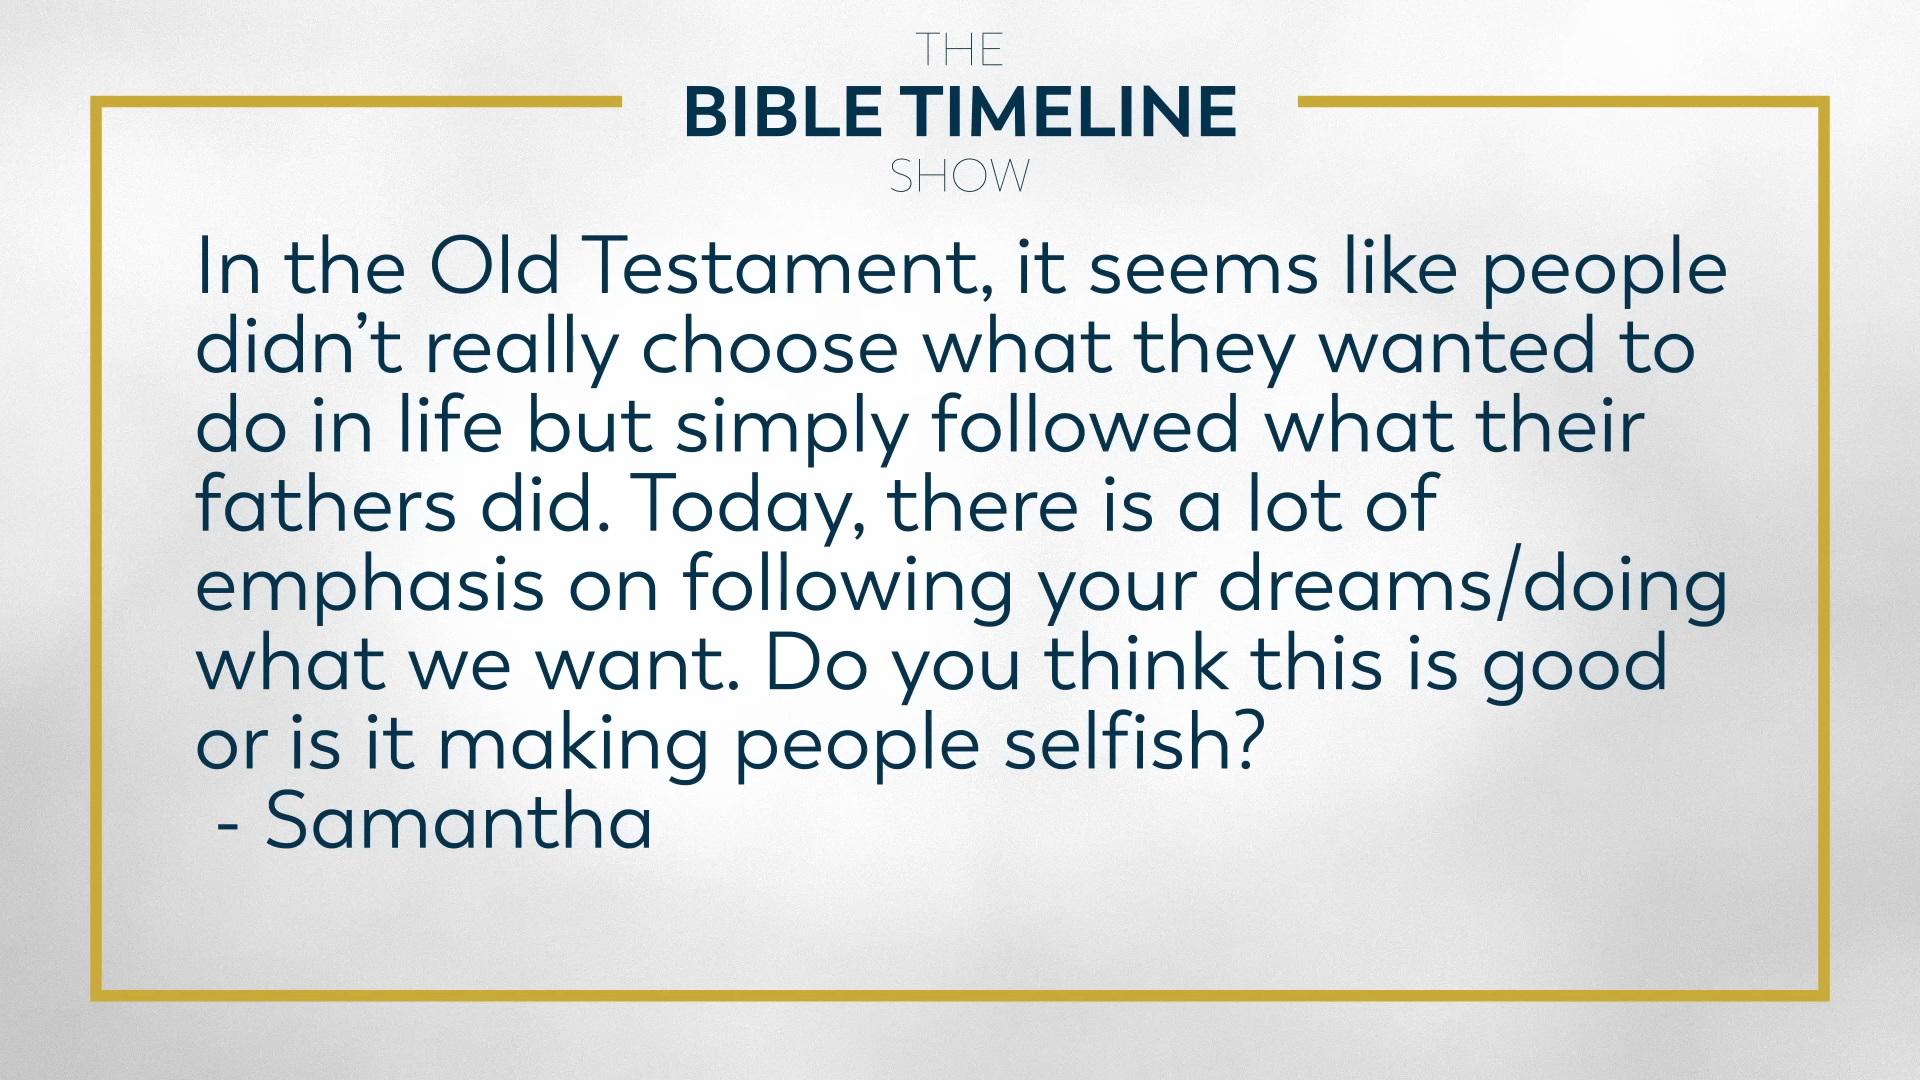 THE
BIBLE TIMELINE
SHOW
In the Old Testament, it seems like people
didn’t really choose what they wanted to
do in life but simply followed what their
fathers did. Today, there is a lot of
emphasis on following your dreams/doing
what we want. Do you think this is good
or is it making people selfish?
- Samantha